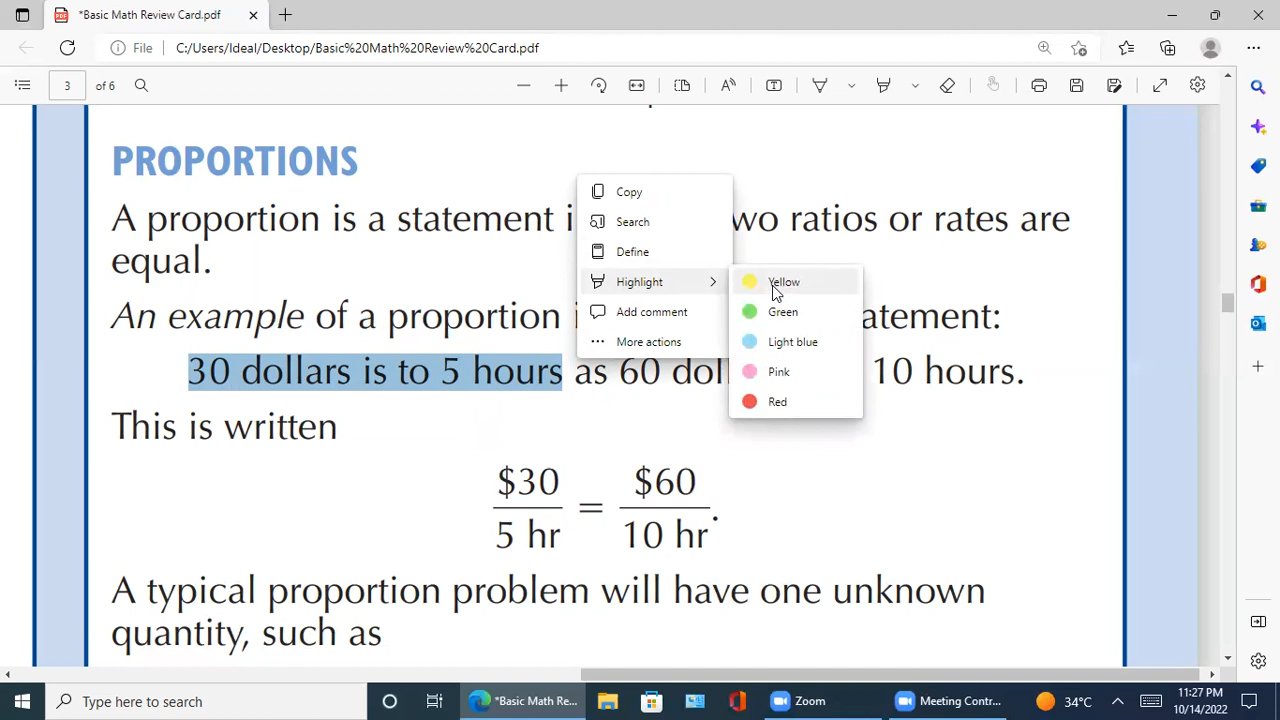 *Basic Math Review Card.pdf
File C:/Users/Ideal/Desktop/Basic%20Math%20Review%20Card.pdf
3 of 6
PROPORTIONS
A proportion is a statement i wo ratios or rates are
equal.
An example of a proportion i atement:
30 dollars is to 5 hours as 60 dol 10 hours.
This is written
$30 / 5 hr = $60 / 10 hr.
A typical proportion problem will have one unknown
quantity, such as
Copy
Search
Define
Highlight
Add comment
More actions
Yellow
Green
Light blue
Pink
Red
Type here to search
*Basic Math Re...
Zoom
Meeting Contr...
34°C
11:27 PM
10/14/2022